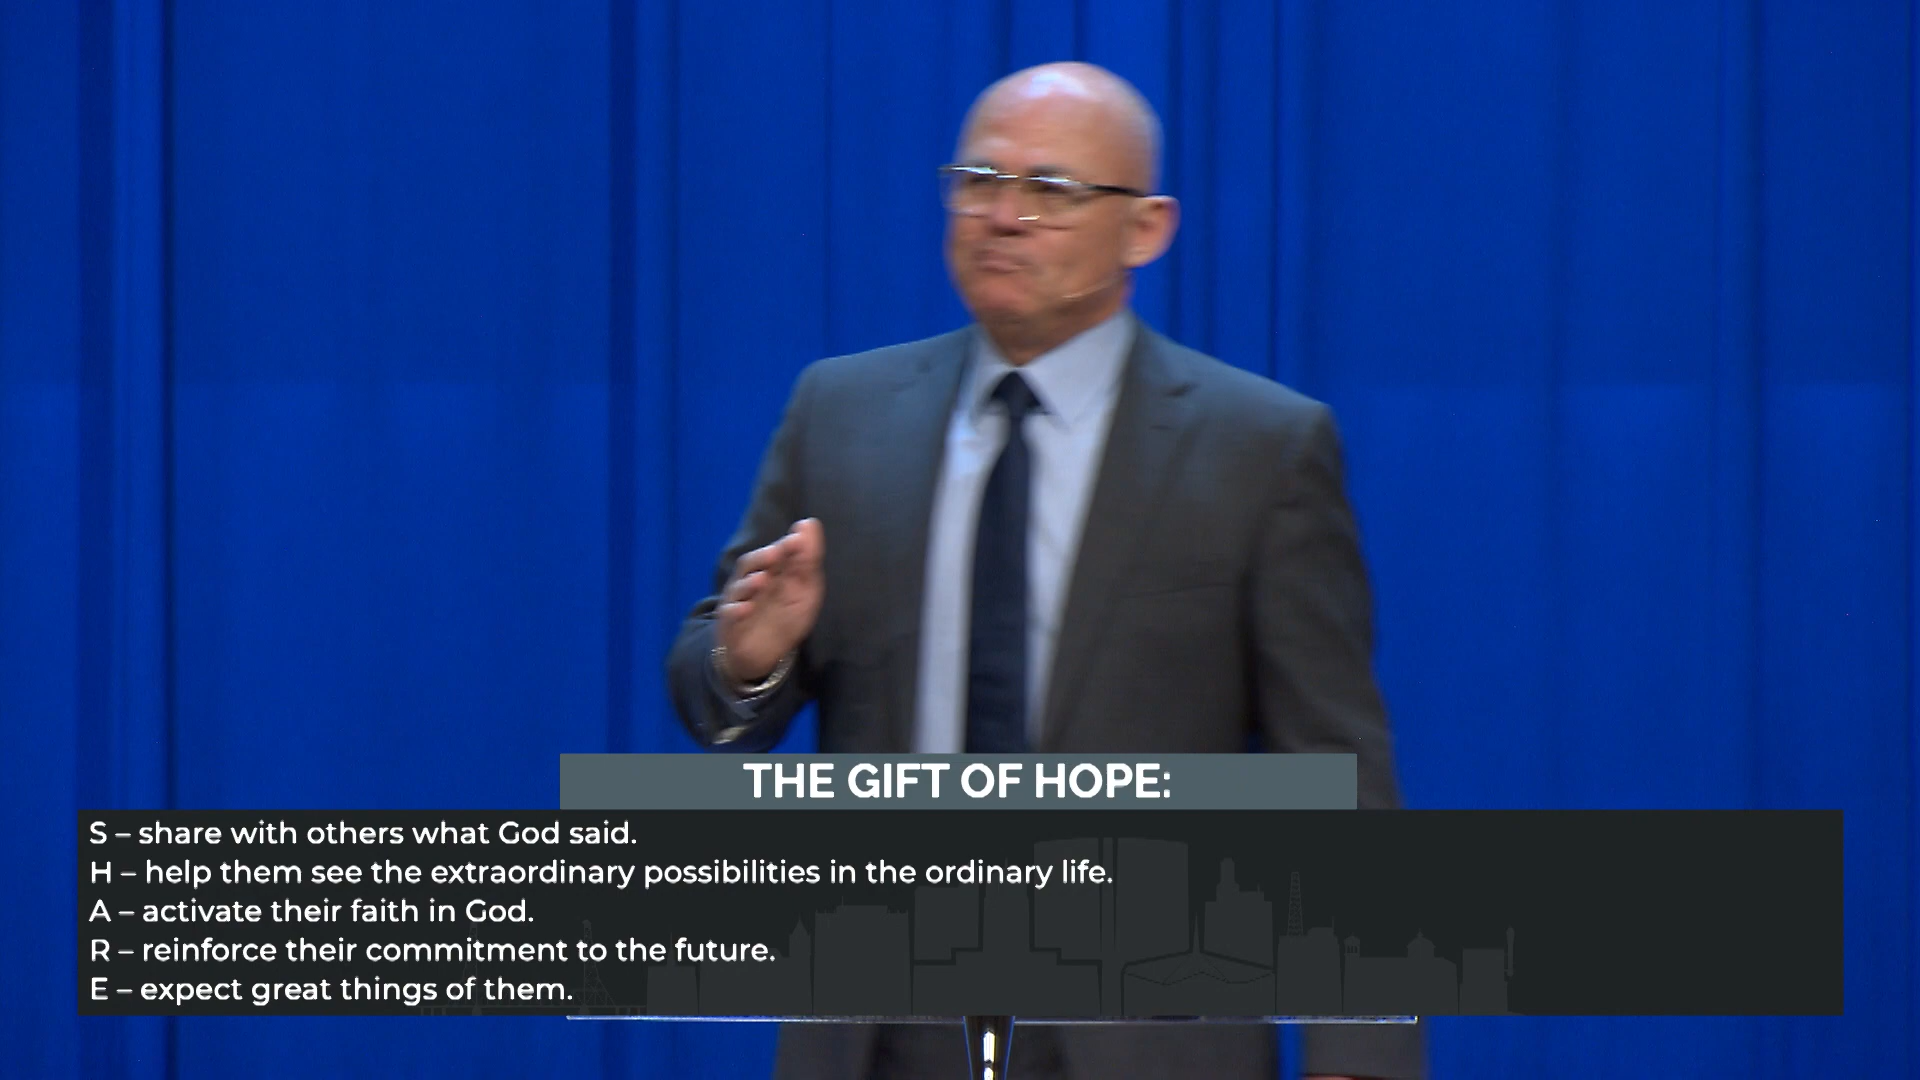 THE GIFT OF HOPE:
S – share with others what God said.
H – help them see the extraordinary possibilities in the ordinary life.
A – activate their faith in God.
R – reinforce their commitment to the future.
E – expect great things of them.